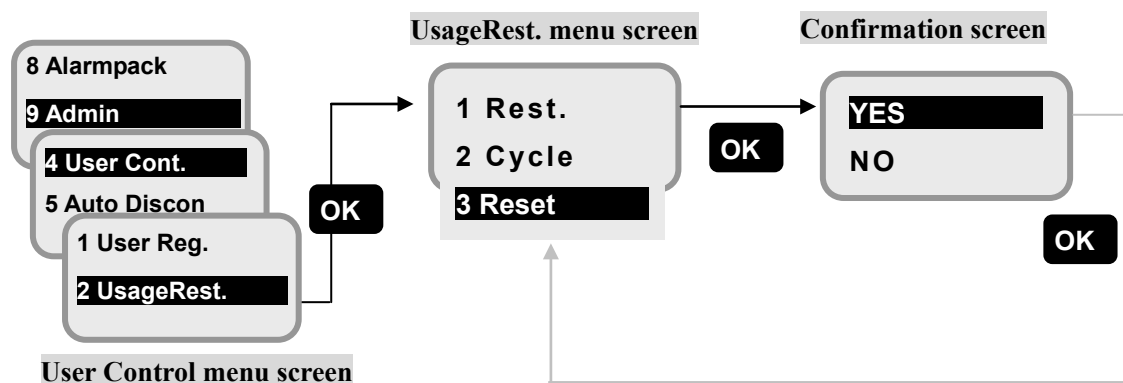 UsageRest. menu screen
Confirmation screen
8 Alarmpack
9 Admin
4 User Cont.
5 Auto Discon
1 User Reg.
2 UsageRest.
OK
1 Rest.
2 Cycle
3 Reset
OK
YES
NO
OK
User Control menu screen